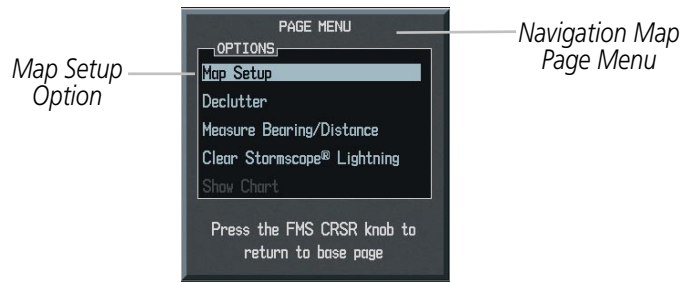 PAGE MENU
OPTIONS
Map Setup
Declutter
Measure Bearing/Distance
Clear Stormscope® Lightning
Show Chart
Press the FMS CRSR knob to
return to base page
Map Setup
Option
Navigation Map
Page Menu